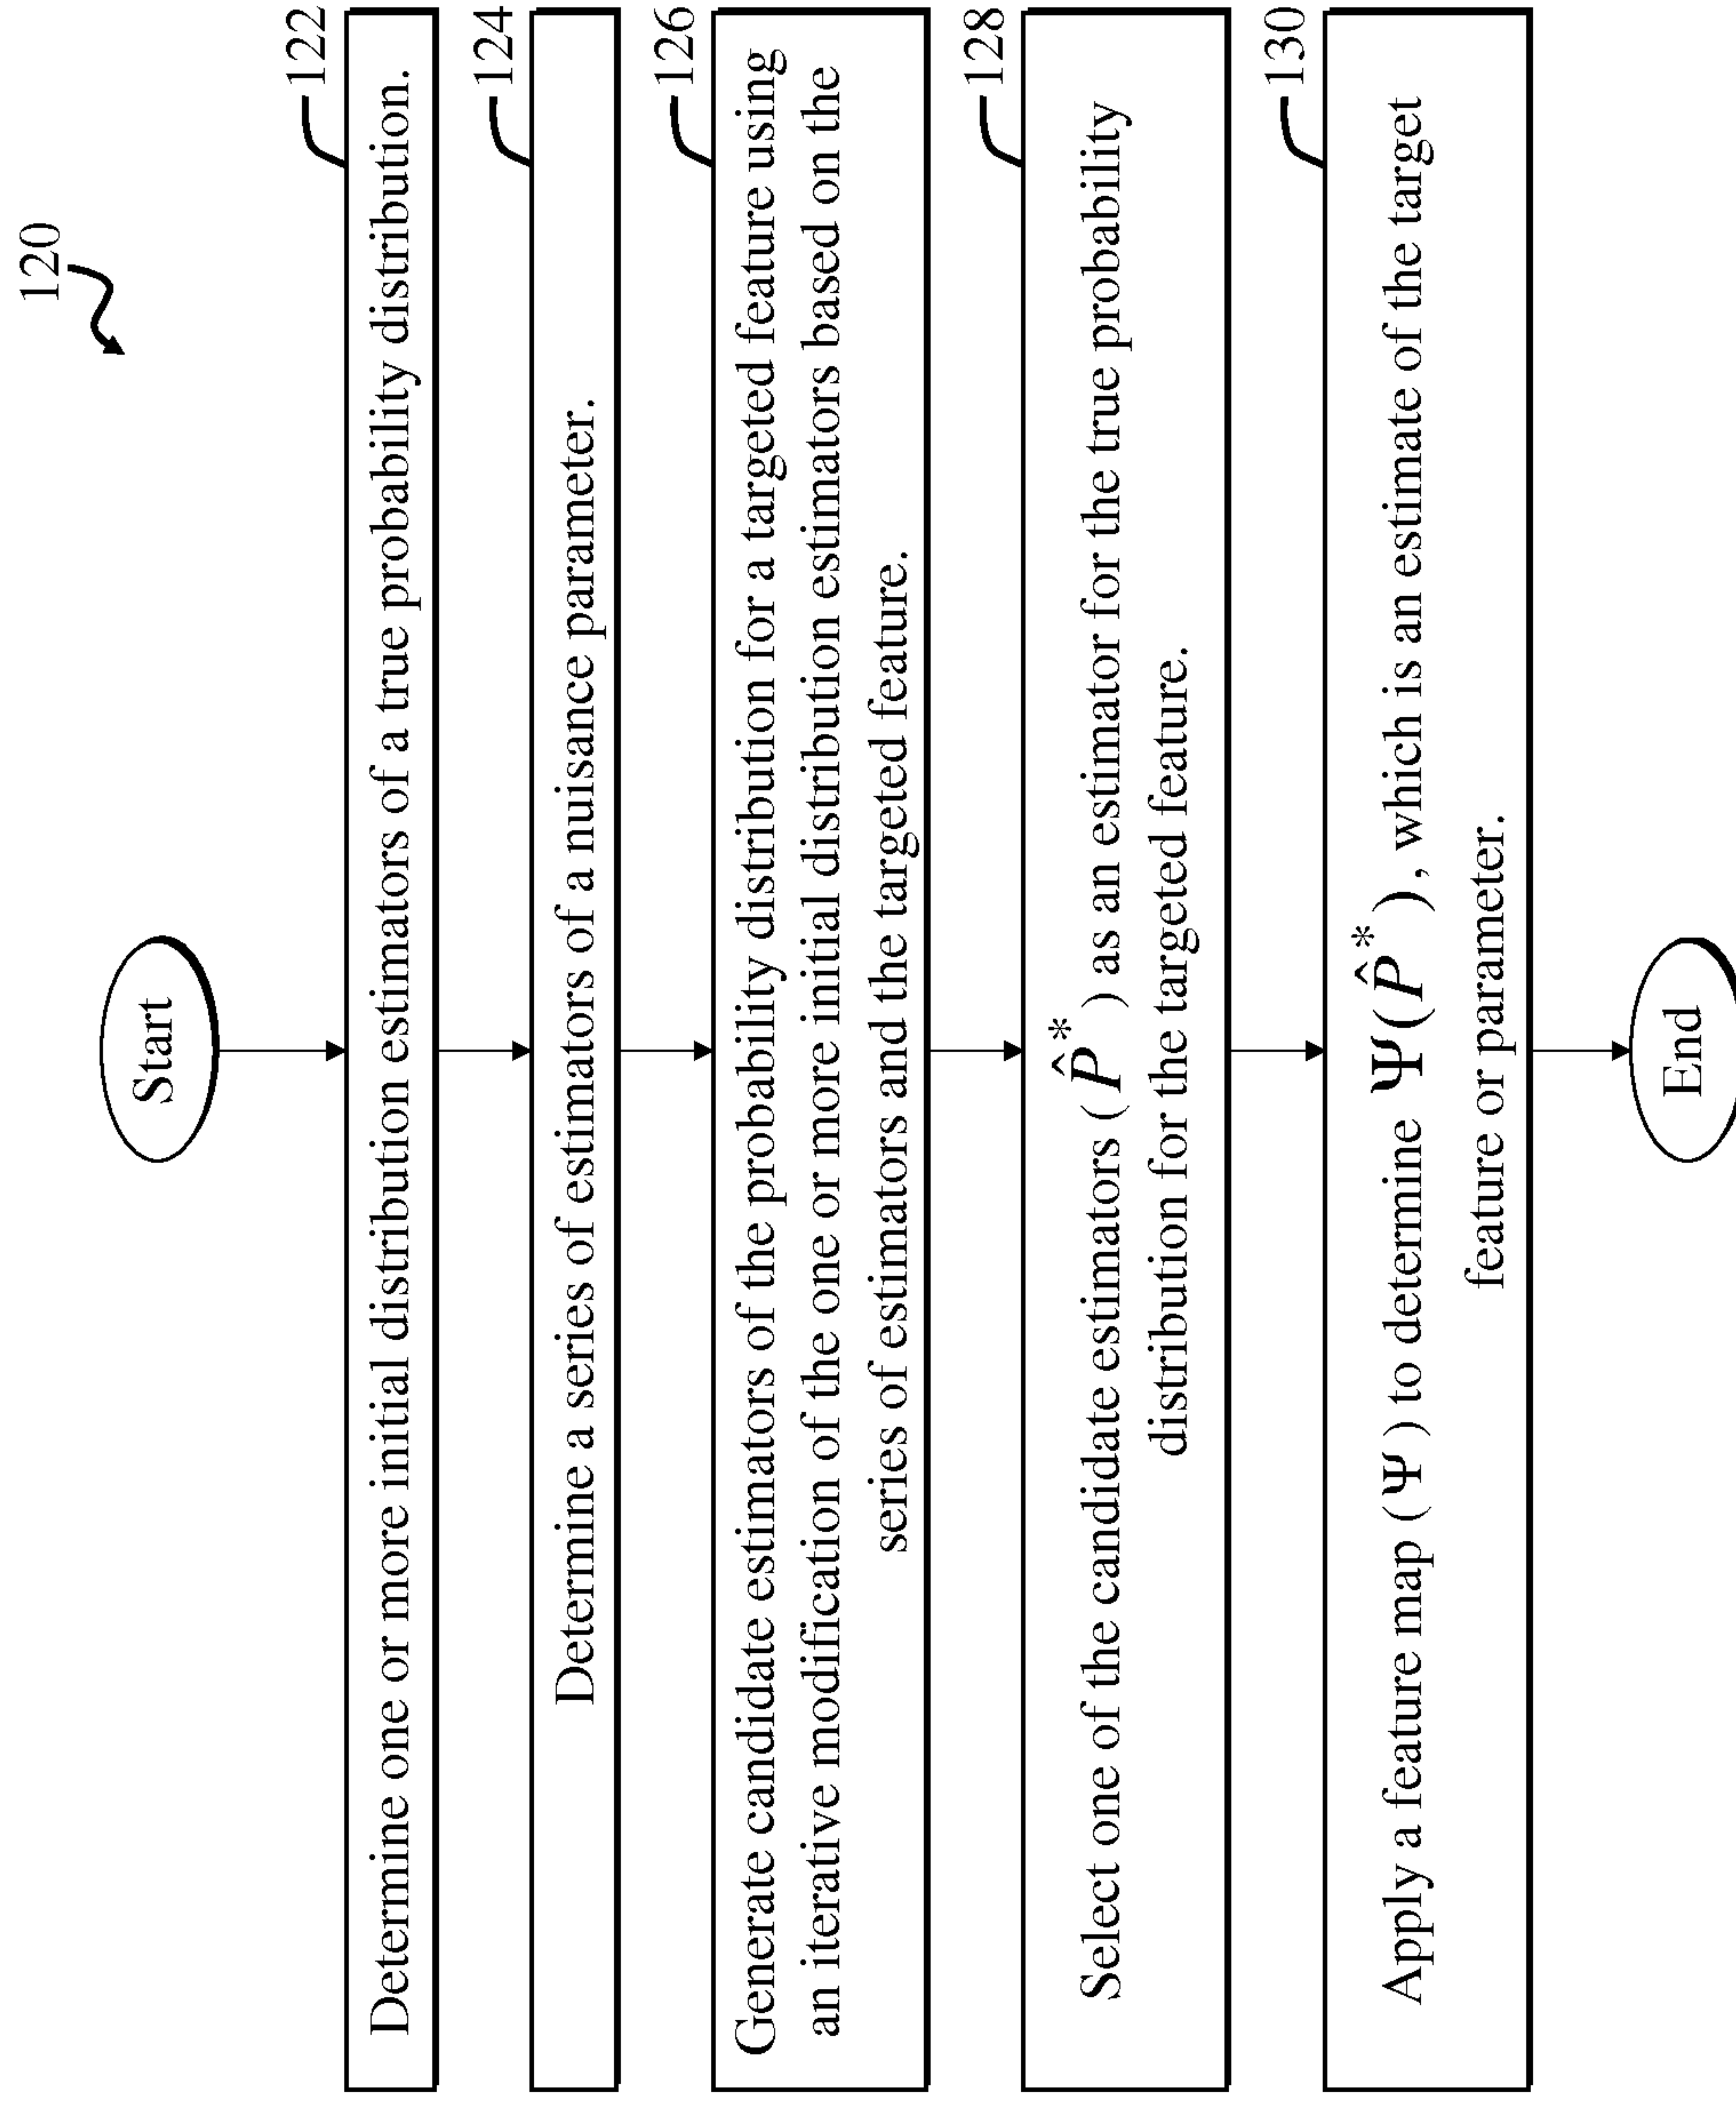 120
Start
122
Determine one or more initial distribution estimators of a true probability distribution.
124
Determine a series of estimators of a nuisance parameter.
126
Generate candidate estimators of the probability distribution for a targeted feature using
an iterative modification of the one or more initial distribution estimators based on the
series of estimators and the targeted feature.
128
Select one of the candidate estimators (P̂*) as an estimator for the true probability
distribution for the targeted feature.
130
Apply a feature map (Ψ) to determine Ψ(P̂*), which is an estimate of the target
feature or parameter.
End